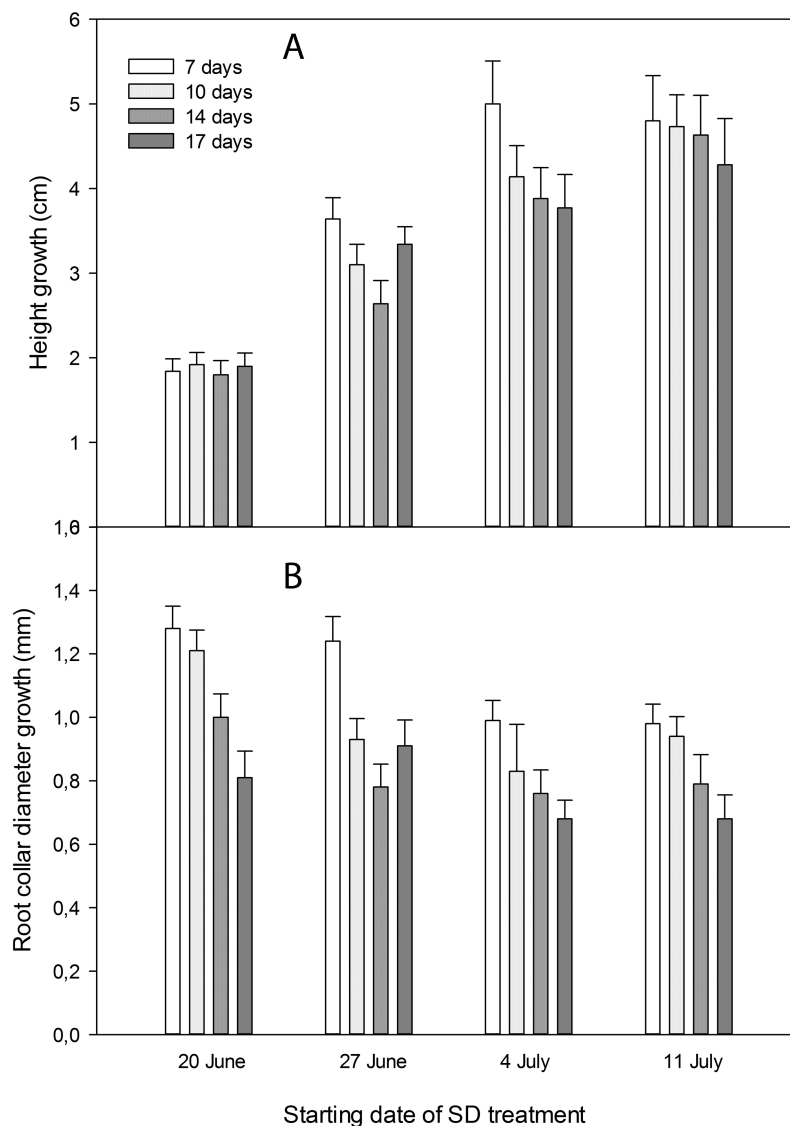 A
7 days
10 days
14 days
17 days
Height growth (cm)
6
5
4
3
2
1
B
Root collar diameter growth (mm)
1,4
1,2
1,0
0,8
0,6
0,4
0,2
0,0
20 June 27 June 4 July 11 July
Starting date of SD treatment